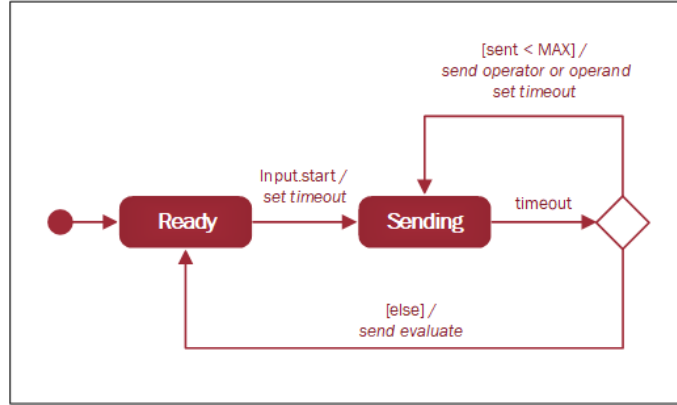 [sent < MAX] /
send operator or operand
set timeout
Input.start /
set timeout
Ready
Sending
timeout
[else] /
send evaluate